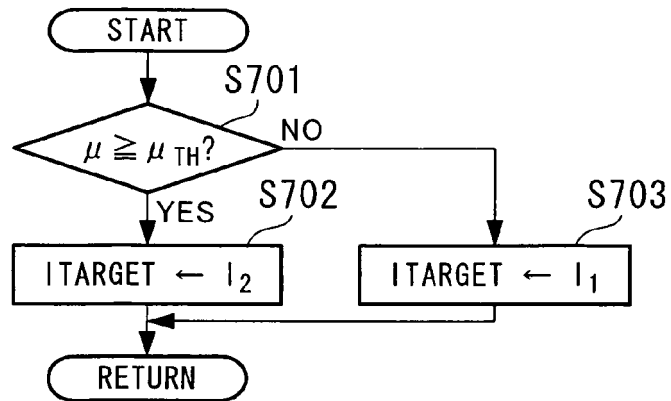 START
S701
μ ≧ μTH?
NO
YES
S702
S703
ITARGET ← I2
ITARGET ← I1
RETURN